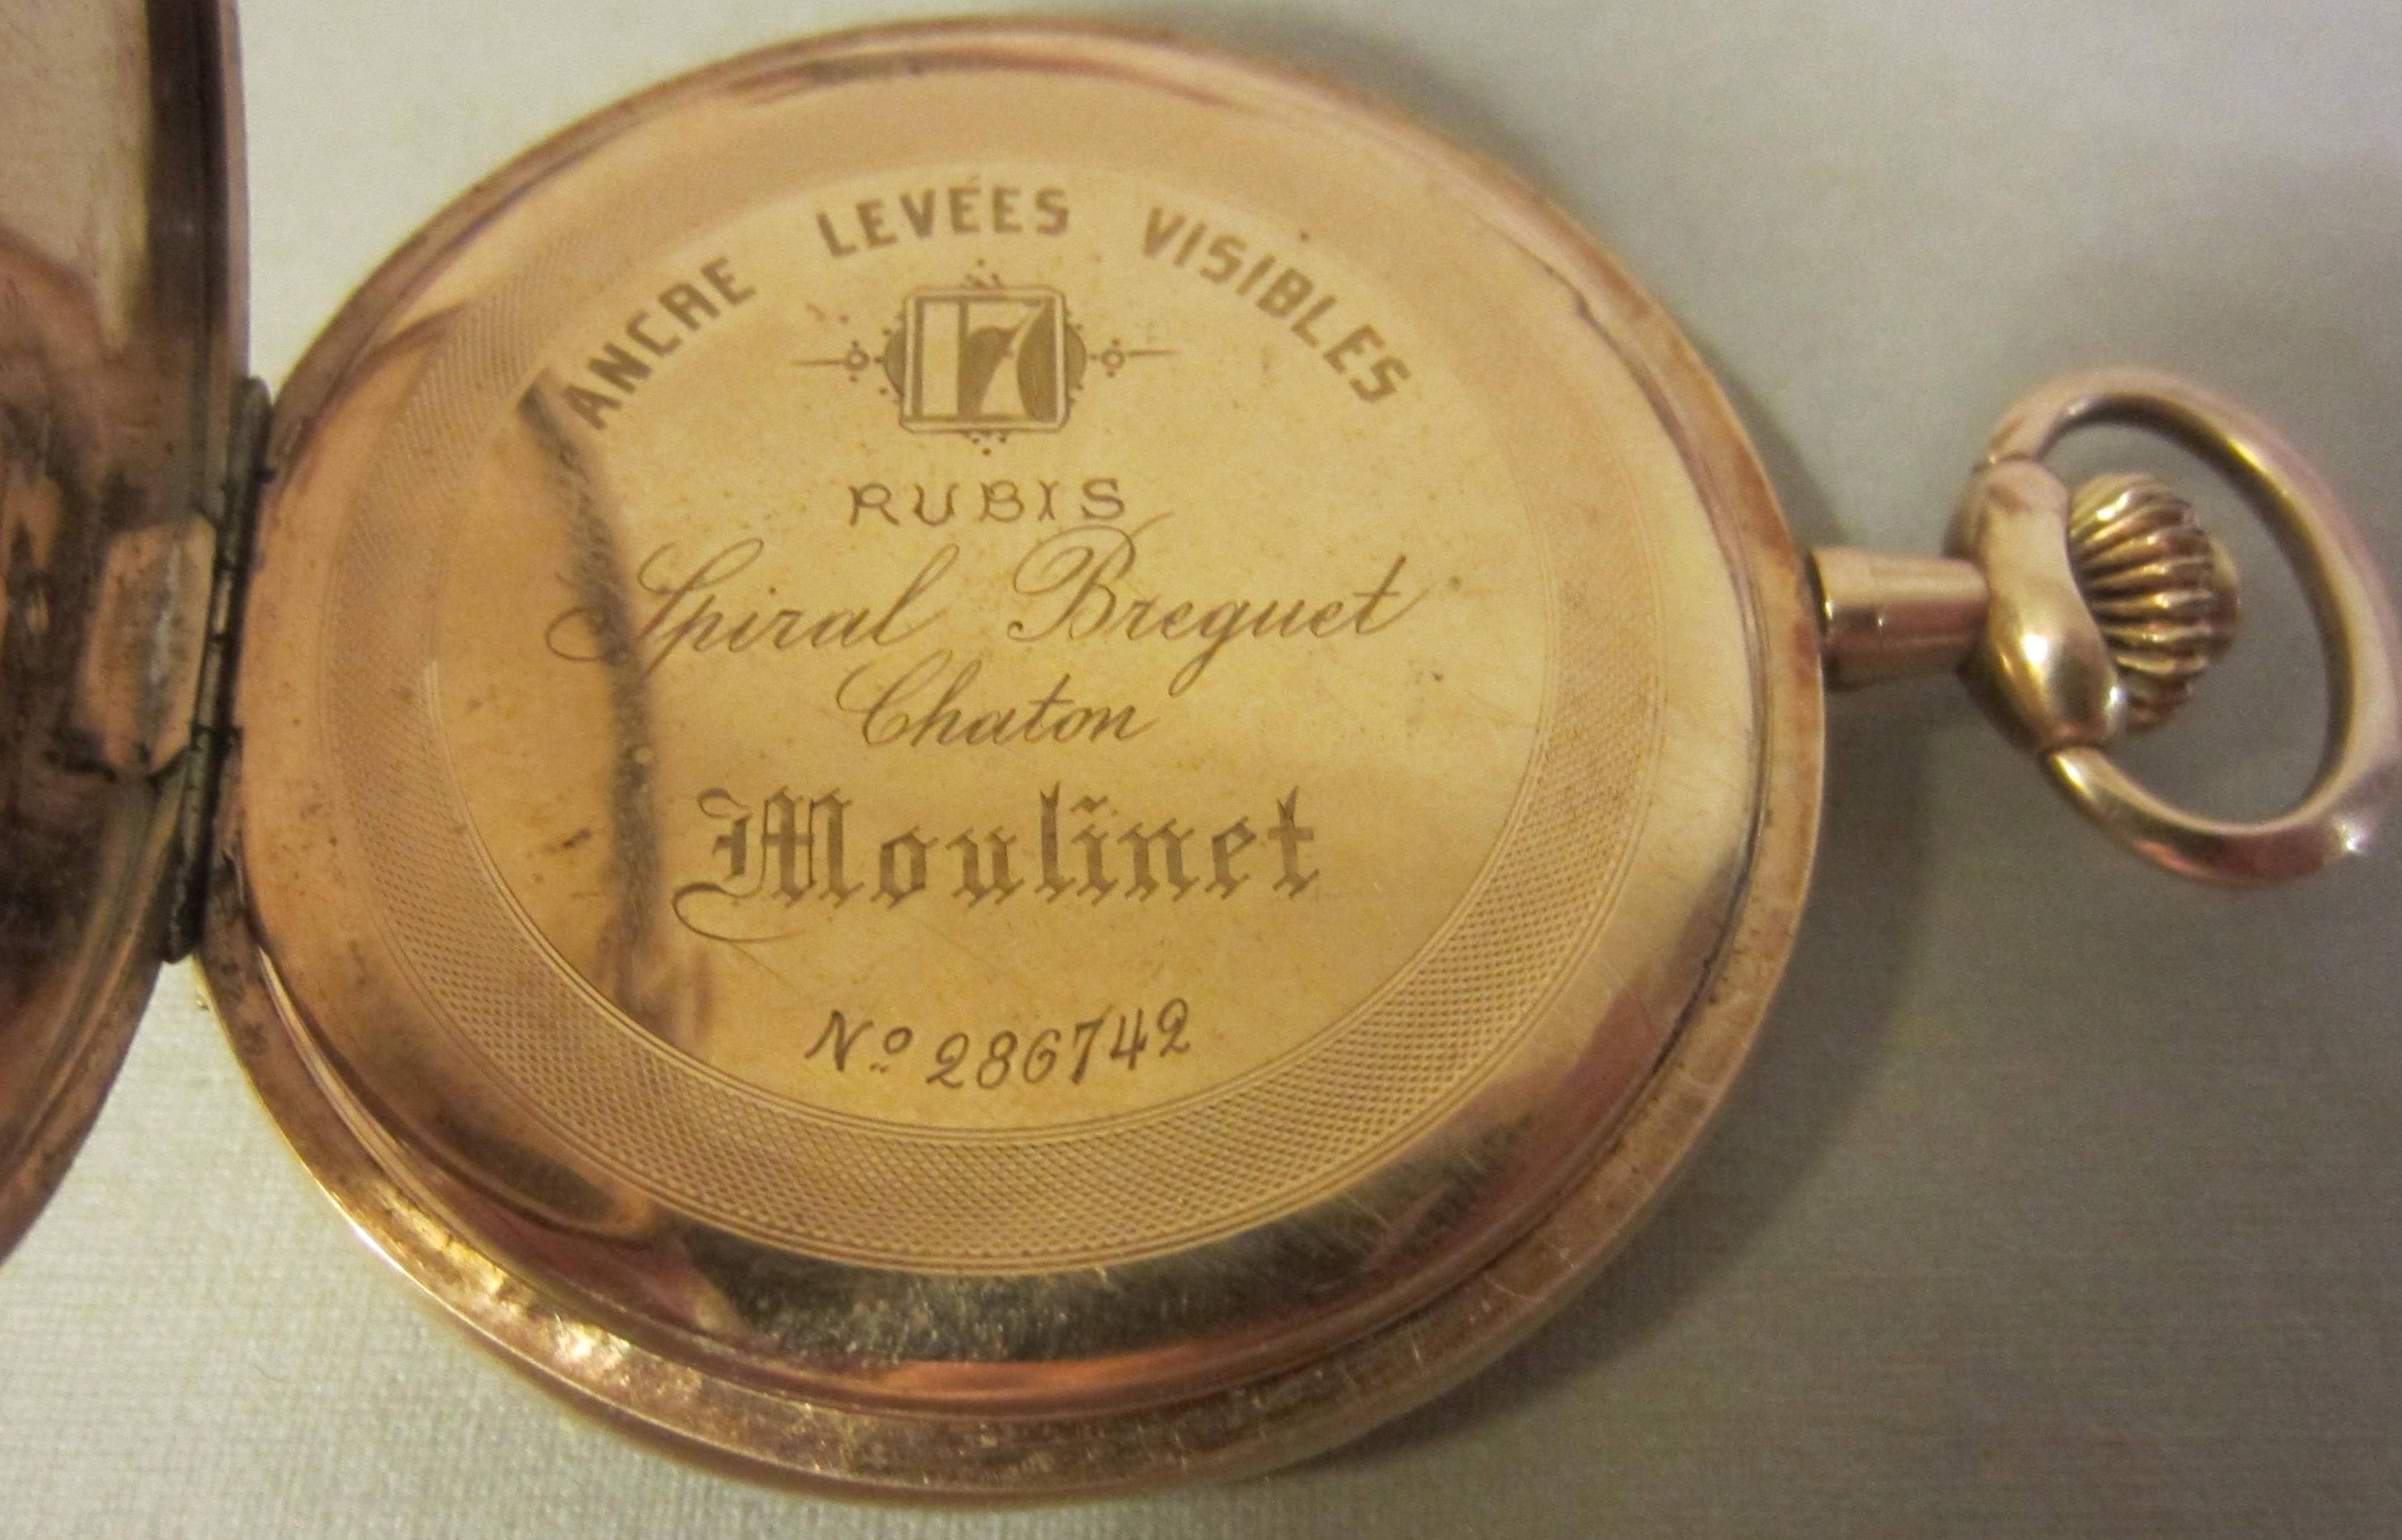 ANCRE LEVÉES VISIBLES
17
RUBIS
Spiral Breguet
Chaton
Moulinet
No 286742